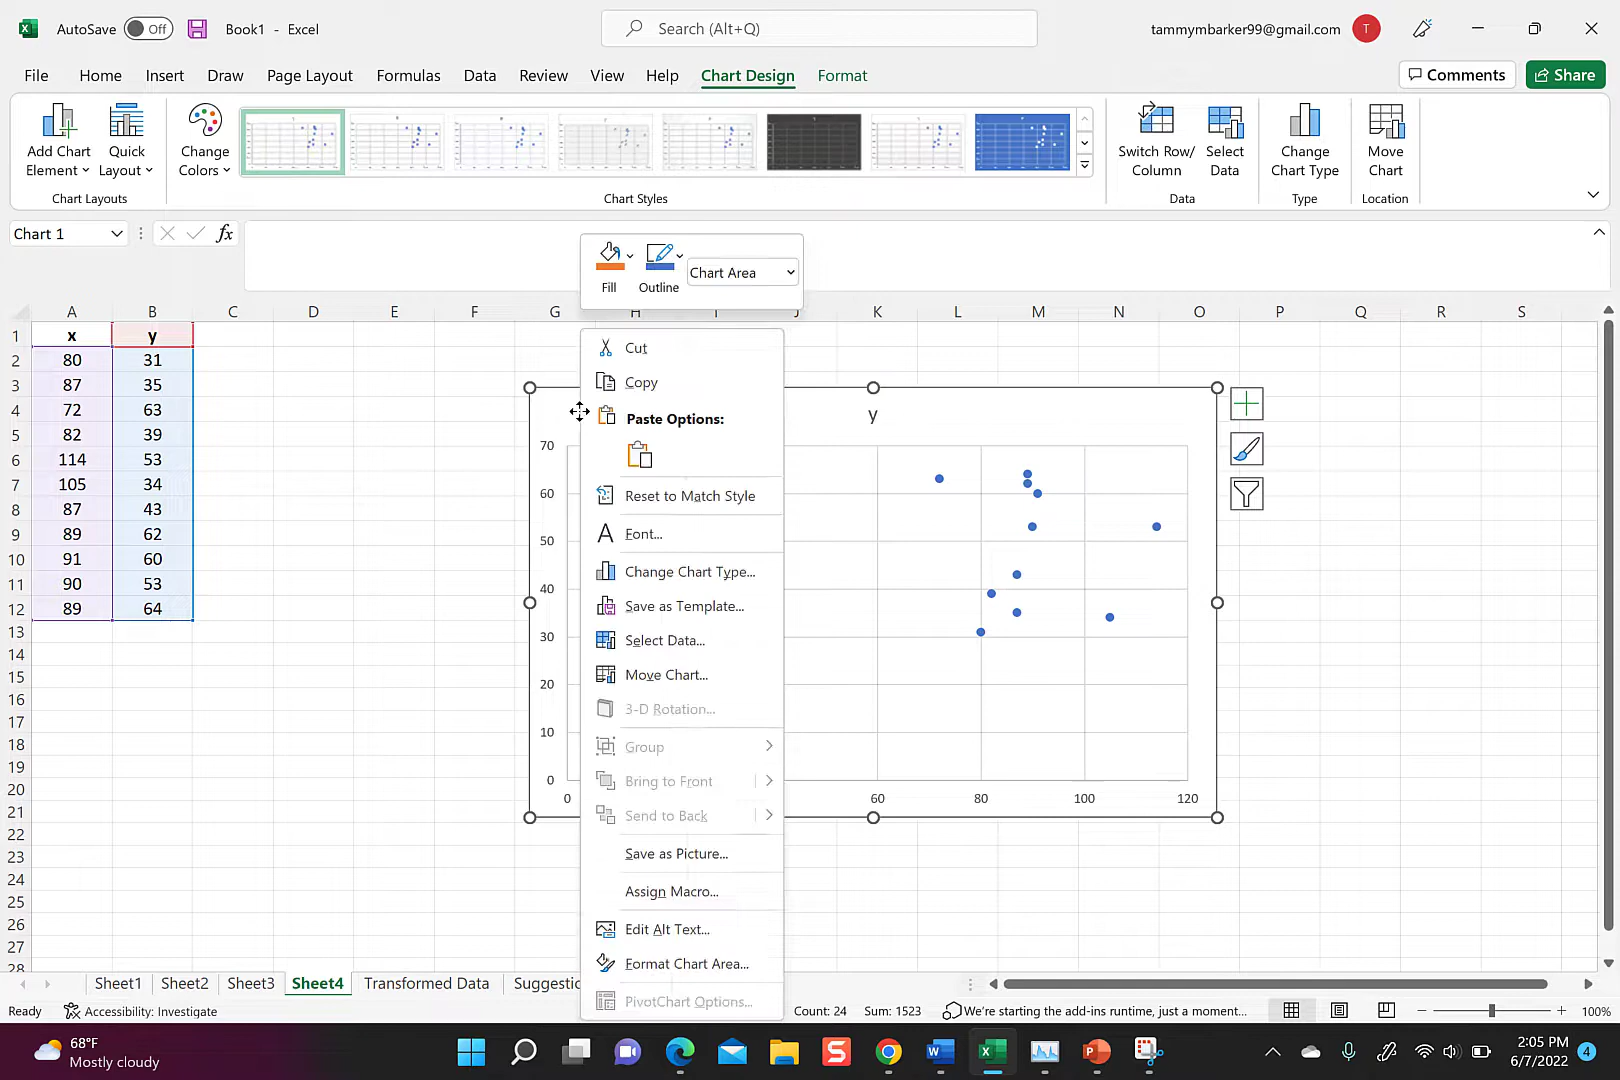 AutoSave Off Book1 - Excel Search (Alt+Q) tammymbarker99@gmail.com T
File Home Insert Draw Page Layout Formulas Data Review View Help Chart Design Format Comments Share
Add Chart Element Quick Layout Change Colors Switch Row/ Column Select Data Change Chart Type Move Chart
Chart Layouts Chart Styles Data Type Location
Chart 1 fx
Fill Outline Chart Area
A B C D E F G H I J K L M N O P Q R S
1 x y
2 80 31
3 87 35
4 72 63
5 82 39
6 114 53
7 105 34
8 87 43
9 89 62
10 91 60
11 90 53
12 89 64
13
14
15
16
17
18
19
20
21
22
23
24
25
26
27
28
Cut
Copy
Paste Options:
Reset to Match Style
Font...
Change Chart Type...
Save as Template...
Select Data...
Move Chart...
3-D Rotation...
Group
Bring to Front
Send to Back
Save as Picture...
Assign Macro...
Edit Alt Text...
Format Chart Area...
PivotChart Options...
y
70
60
50
40
30
20
10
0
0 60 80 100 120
Sheet1 Sheet2 Sheet3 Sheet4 Transformed Data Suggestic
Ready Accessibility: Investigate Count: 24 Sum: 1523 We're starting the add-ins runtime, just a moment... 100%
68°F
Mostly cloudy
2:05 PM
6/7/2022
4